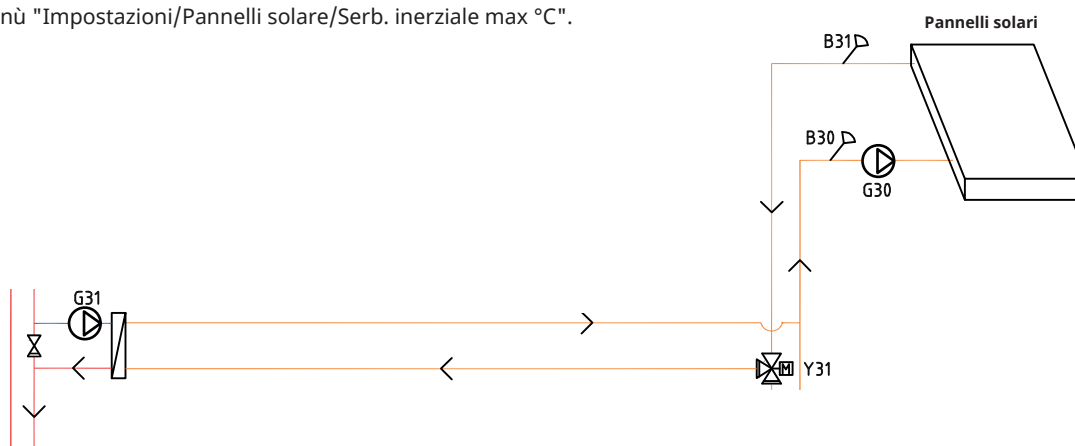 nù "Impostazioni/Pannelli solare/Serb. inerziale max °C".
Pannelli solari
B31
B30
G30
G31
M
Y31